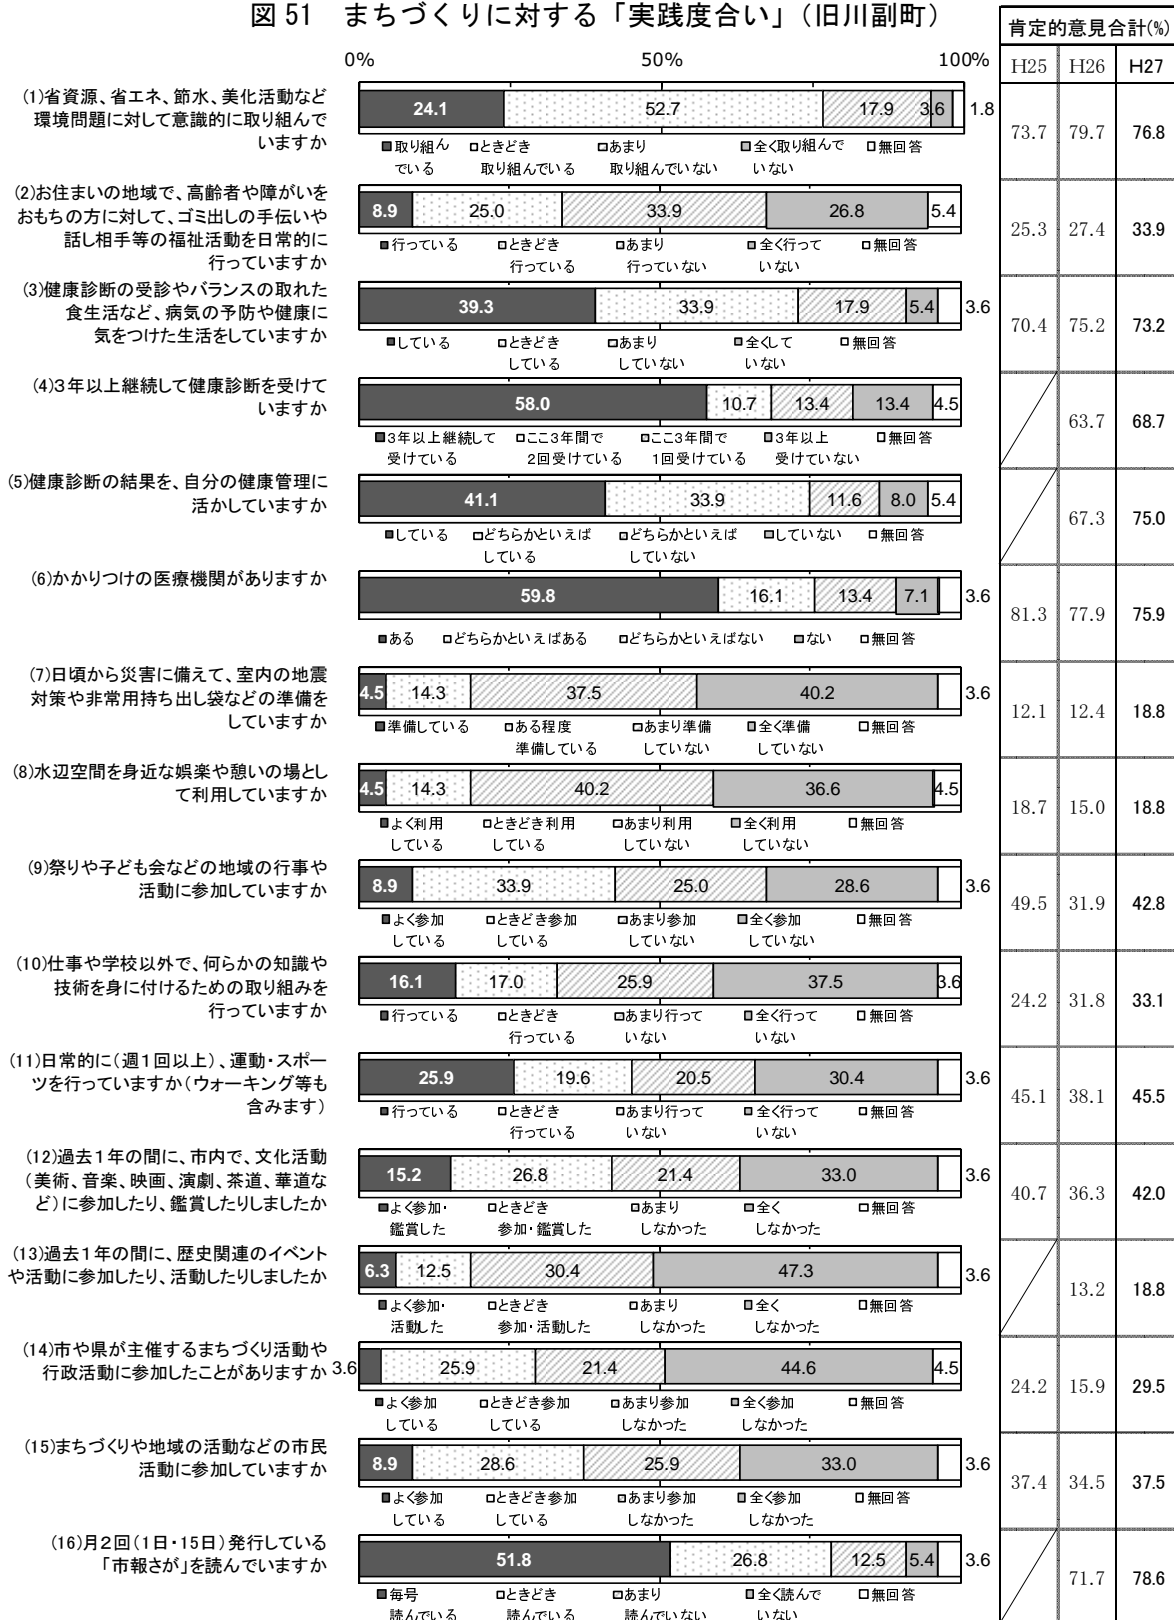 図 51　まちづくりに対する「実践度合い」（旧川副町）
肯定的意見合計(%)
H25 H26 H27
0% 50% 100%
(1)省資源、省エネ、節水、美化活動など
環境問題に対して意識的に取り組んで
いますか
24.1 52.7 17.9 3.6 1.8
73.7 79.7 76.8
■取り組ん □ときどき □あまり ■全く取り組んで □無回答
でいる 取り組んでいる 取り組んでいない いない
(2)お住まいの地域で、高齢者や障がいを
おもちの方に対して、ゴミ出しの手伝いや
話し相手等の福祉活動を日常的に
行っていますか
8.9 25.0 33.9 26.8 5.4
25.3 27.4 33.9
■行っている □ときどき □あまり ■全く行って □無回答
行っている 行っていない いない
(3)健康診断の受診やバランスの取れた
食生活など、病気の予防や健康に
気をつけた生活をしていますか
39.3 33.9 17.9 5.4 3.6
70.4 75.2 73.2
■している □ときどき □あまり ■全くして □無回答
している していない いない
(4)３年以上継続して健康診断を受けて
いますか
58.0 10.7 13.4 13.4 4.5
63.7 68.7
■３年以上継続して □ここ３年間で □ここ３年間で ■３年以上 □無回答
受けている 2回受けている 1回受けている 受けていない
(5)健康診断の結果を、自分の健康管理に
活かしていますか
41.1 33.9 11.6 8.0 5.4
67.3 75.0
■している □どちらかといえば □どちらかといえば ■していない □無回答
している していない
(6)かかりつけの医療機関がありますか
59.8 16.1 13.4 7.1 3.6
81.3 77.9 75.9
■ある □どちらかといえばある □どちらかといえばない ■ない □無回答
(7)日頃から災害に備えて、室内の地震
対策や非常用持ち出し袋などの準備を
していますか
4.5 14.3 37.5 40.2 3.6
12.1 12.4 18.8
■準備している □ある程度 □あまり準備 ■全く準備 □無回答
準備している していない していない
(8)水辺空間を身近な娯楽や憩いの場とし
て利用していますか
4.5 14.3 40.2 36.6 4.5
18.7 15.0 18.8
■よく利用 □ときどき利用 □あまり利用 ■全く利用 □無回答
している している していない していない
(9)祭りや子ども会などの地域の行事や
活動に参加していますか
8.9 33.9 25.0 28.6 3.6
49.5 31.9 42.8
■よく参加 □ときどき参加 □あまり参加 ■全く参加 □無回答
している している していない していない
(10)仕事や学校以外で、何らかの知識や
技術を身に付けるための取り組みを
行っていますか
16.1 17.0 25.9 37.5 3.6
24.2 31.8 33.1
■行っている □ときどき □あまり行って ■全く行って □無回答
行っている いない いない
(11)日常的に（週１回以上）、運動・スポー
ツを行っていますか（ウォーキング等も
含みます）
25.9 19.6 20.5 30.4 3.6
45.1 38.1 45.5
■行っている □ときどき □あまり行って ■全く行って □無回答
行っている いない いない
(12)過去１年の間に、市内で、文化活動
（美術、音楽、映画、演劇、茶道、華道な
ど）に参加したり、鑑賞したりしましたか
15.2 26.8 21.4 33.0 3.6
40.7 36.3 42.0
■よく参加・ □ときどき □あまり ■全く □無回答
鑑賞した 参加・鑑賞した しなかった しなかった
(13)過去１年の間に、歴史関連のイベント
や活動に参加したり、活動したりしましたか
6.3 12.5 30.4 47.3 3.6
13.2 18.8
■よく参加・ □ときどき □あまり ■全く □無回答
活動した 参加・活動した しなかった しなかった
(14)市や県が主催するまちづくり活動や
行政活動に参加したことがありますか
3.6 25.9 21.4 44.6 4.5
24.2 15.9 29.5
■よく参加 □ときどき参加 □あまり参加 ■全く参加 □無回答
している している しなかった しなかった
(15)まちづくりや地域の活動などの市民
活動に参加していますか
8.9 28.6 25.9 33.0 3.6
37.4 34.5 37.5
■よく参加 □ときどき参加 □あまり参加 ■全く参加 □無回答
している している しなかった しなかった
(16)月２回（1日・15日）発行している
「市報さが」を読んでいますか
51.8 26.8 12.5 5.4 3.6
71.7 78.6
■毎号 □ときどき □あまり ■全く読んで □無回答
読んでいる 読んでいる 読んでいない いない